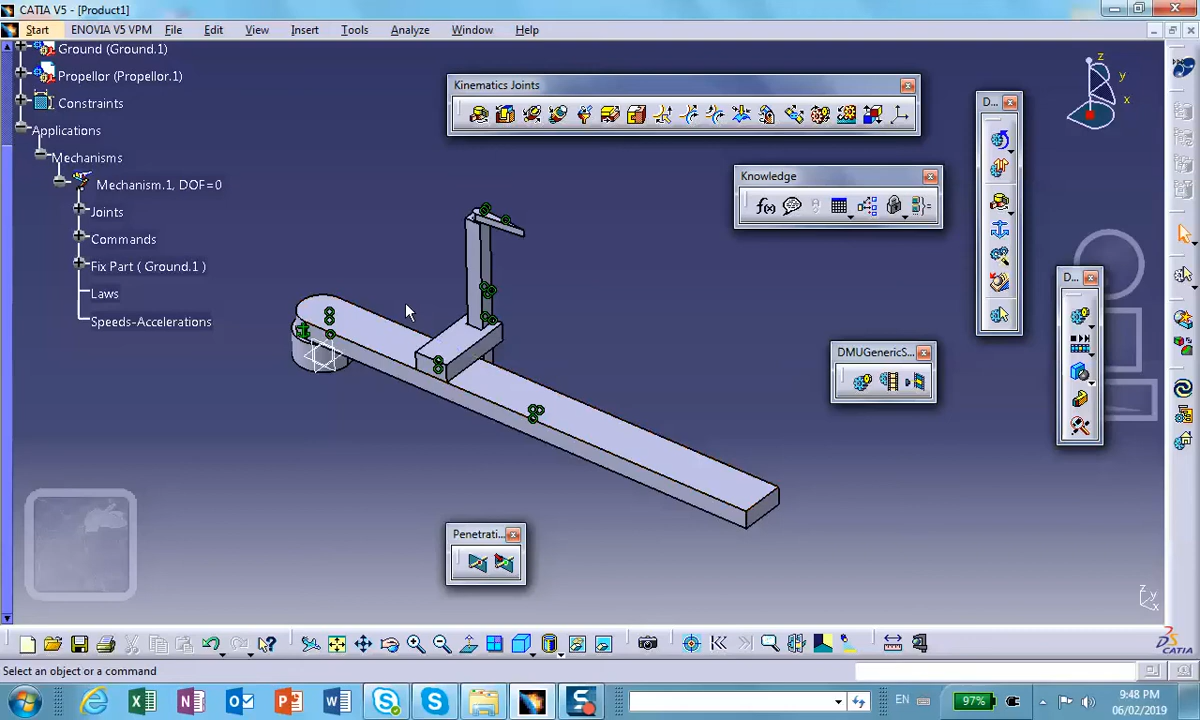 CATIA V5 - [Product1]
Start ENOVIA V5 VPM File Edit View Insert Tools Analyze Window Help
Ground (Ground.1)
Propellor (Propellor.1)
Constraints
Applications
Mechanisms
Mechanism.1, DOF=0
Joints
Commands
Fix Part ( Ground.1 )
Laws
Speeds-Accelerations
Kinematics Joints
Knowledge
f(x)
D...
D...
DMUGenericS...
Penetrati...
z
y
x
z
y
x
CATIA
Select an object or a command
EN
97%
9:48 PM
06/02/2019